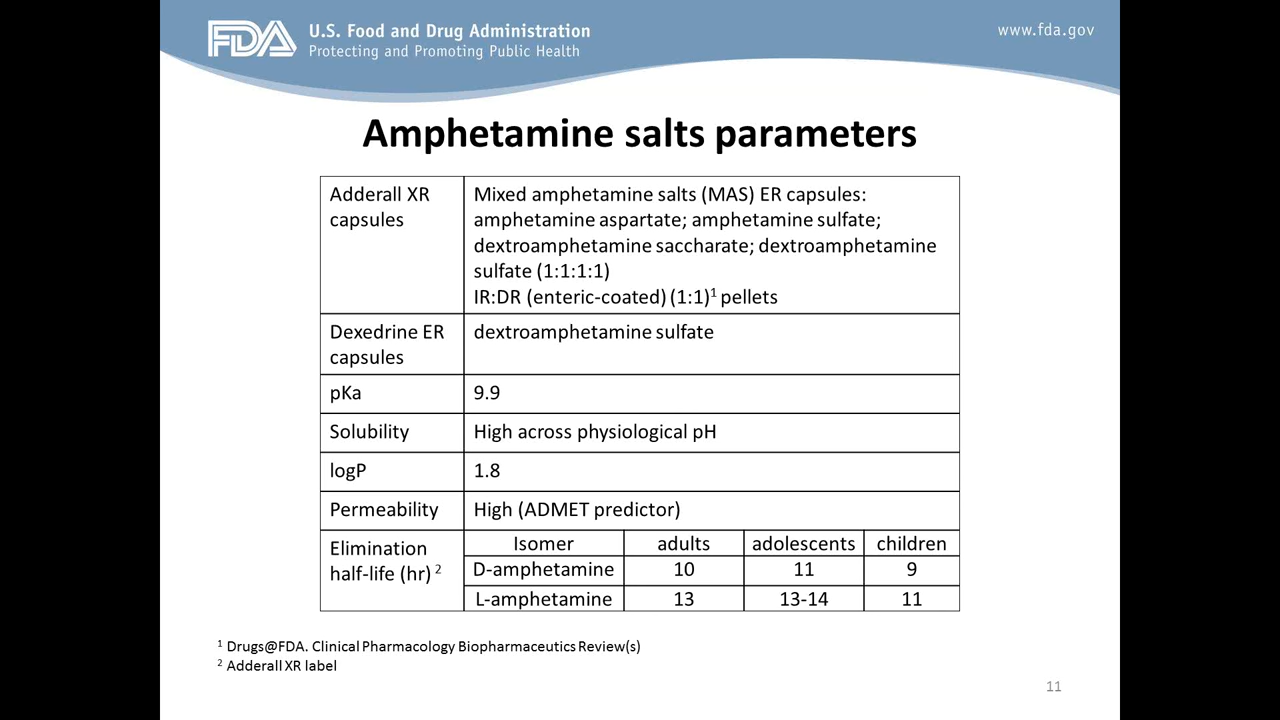 FDA
U.S. Food and Drug Administration
Protecting and Promoting Public Health
www.fda.gov
Amphetamine salts parameters
Adderall XR
capsules
Mixed amphetamine salts (MAS) ER capsules:
amphetamine aspartate; amphetamine sulfate;
dextroamphetamine saccharate; dextroamphetamine
sulfate (1:1:1:1)
IR:DR (enteric-coated) (1:1)¹ pellets
Dexedrine ER
capsules
dextroamphetamine sulfate
pKa
9.9
Solubility
High across physiological pH
logP
1.8
Permeability
High (ADMET predictor)
Elimination
half-life (hr) ²
Isomer adults adolescents children
D-amphetamine 10 11 9
L-amphetamine 13 13-14 11
¹ Drugs@FDA. Clinical Pharmacology Biopharmaceutics Review(s)
² Adderall XR label
11